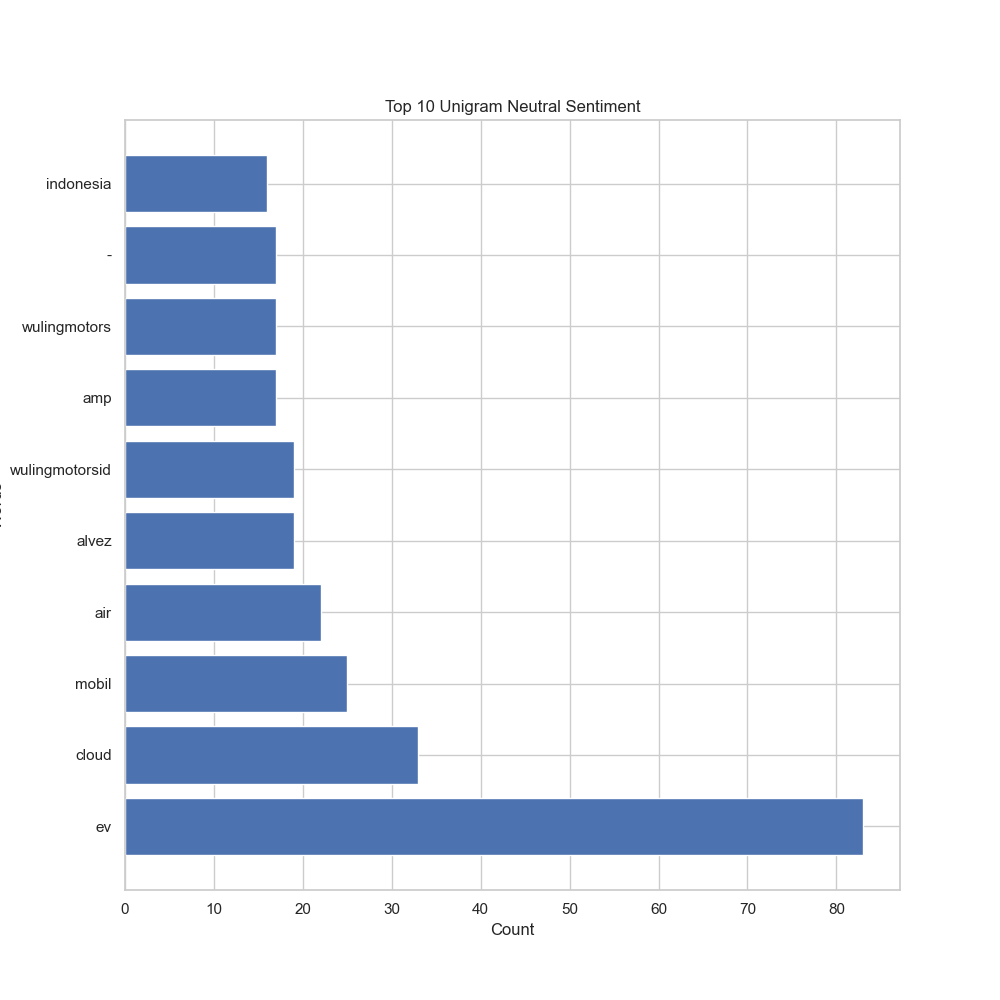 Top 10 Unigram Neutral Sentiment
indonesia
-
wulingmotors
amp
wulingmotorsid
alvez
air
mobil
cloud
ev
0 10 20 30 40 50 60 70 80
Count